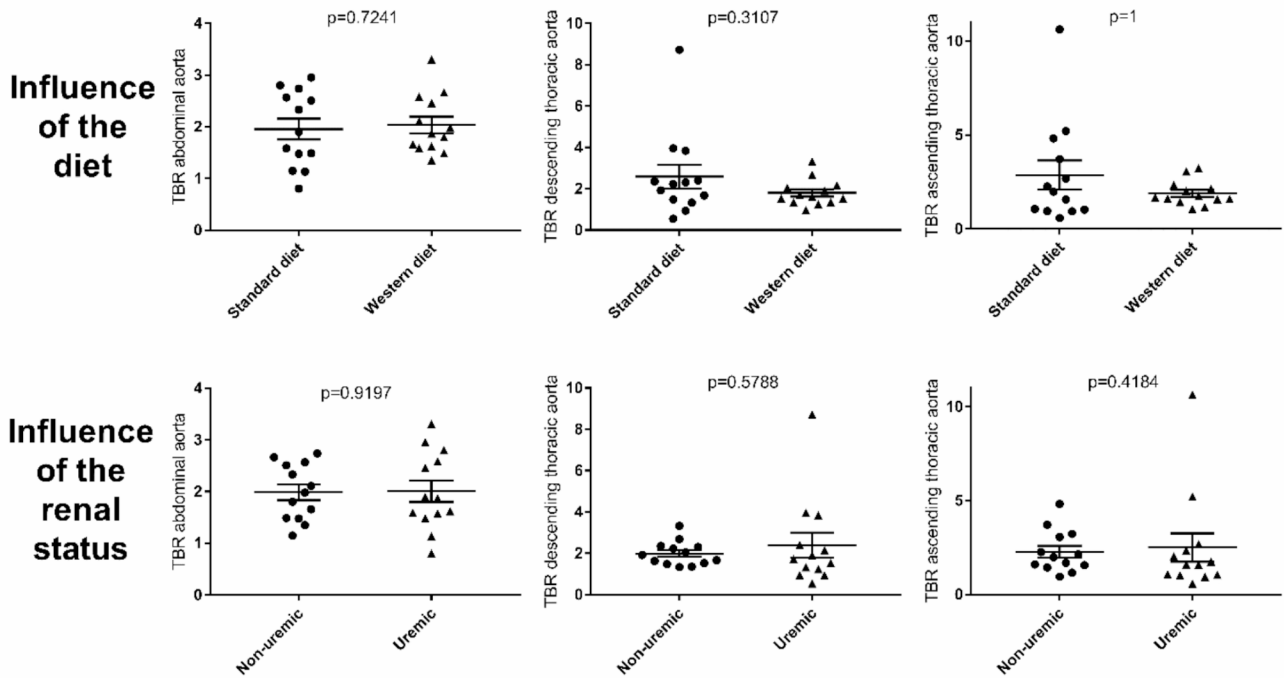 Influence
of the
diet
p=0.7241
TBR abdominal aorta
4
3
2
1
0
Standard diet
Western diet
p=0.3107
TBR descending thoracic aorta
10
8
6
4
2
0
Standard diet
Western diet
p=1
TBR ascending thoracic aorta
10
5
0
Standard diet
Western diet
Influence
of the
renal
status
p=0.9197
TBR abdominal aorta
4
3
2
1
0
Non-uremic
Uremic
p=0.5788
TBR descending thoracic aorta
10
8
6
4
2
0
Non-uremic
Uremic
p=0.4184
TBR ascending thoracic aorta
10
5
0
Non-uremic
Uremic